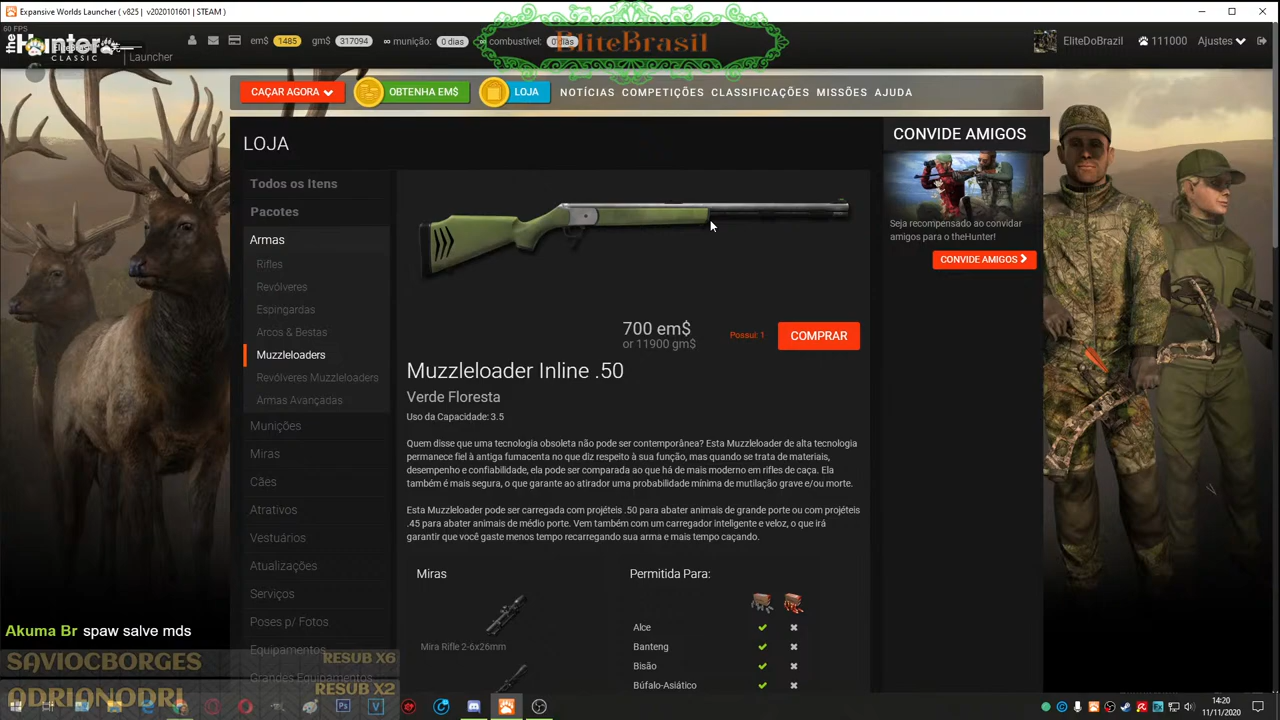 Expansive Worlds Launcher ( v825 | v2020101601 | STEAM )
60 FPS
theHunter CLASSIC
Launcher
em$ 1485 gm$ 317094 ∞ munição: 0 dias ∞ combustível: 0 dias
EliteBrasil
EliteDoBrazil 111000 Ajustes
CAÇAR AGORA OBTENHA EM$ LOJA NOTÍCIAS COMPETIÇÕES CLASSIFICAÇÕES MISSÕES AJUDA
LOJA
Todos os Itens
Pacotes
Armas
Rifles
Revólveres
Espingardas
Arcos & Bestas
Muzzleloaders
Revólveres Muzzleloaders
Armas Avançadas
Munições
Miras
Cães
Atrativos
Vestuários
Atualizações
Serviços
Poses p/ Fotos
Equipamentos
Grandes Equipamentos
700 em$
or 11900 gm$
Possui: 1
COMPRAR
Muzzleloader Inline .50
Verde Floresta
Uso da Capacidade: 3.5
Quem disse que uma tecnologia obsoleta não pode ser contemporânea? Esta Muzzleloader de alta tecnologia
permanece fiel à antiga fumacenta no que diz respeito à sua função, mas quando se trata de materiais,
desempenho e confiabilidade, ela pode ser comparada ao que há de mais moderno em rifles de caça. Ela
também é mais segura, o que garante ao atirador uma probabilidade mínima de mutilação grave e/ou morte.
Esta Muzzleloader pode ser carregada com projéteis .50 para abater animais de grande porte ou com projéteis
.45 para abater animais de médio porte. Vem também com um carregador inteligente e veloz, o que irá
garantir que você gaste menos tempo recarregando sua arma e mais tempo caçando.
Miras
Mira Rifle 2-6x26mm
Permitida Para:
Alce
Banteng
Bisão
Búfalo-Asiático
CONVIDE AMIGOS
Seja recompensado ao convidar
amigos para o theHunter!
CONVIDE AMIGOS
Akuma Br spaw salve mds
SAVIOCBORGES RESUB X6
ADRIANODRL RESUB X2
14:20
11/11/2020